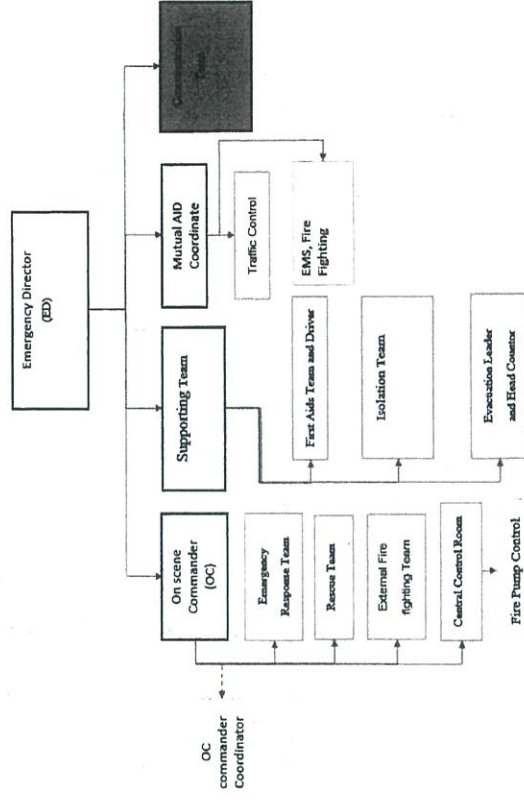 Emergency Director
(ED)
On scene
Commander
(OC)
Supporting Team
Mutual AID
Coordinate
OC
commander
Coordinator
Emergency
Response Team
Rescue Team
External Fire
fighting Team
Central Control Room
Fire Pump Control
First Aids Team and Driver
Isolation Team
Evacuation Leader
and Head Counter
Traffic Control
EMS, Fire
Fighting